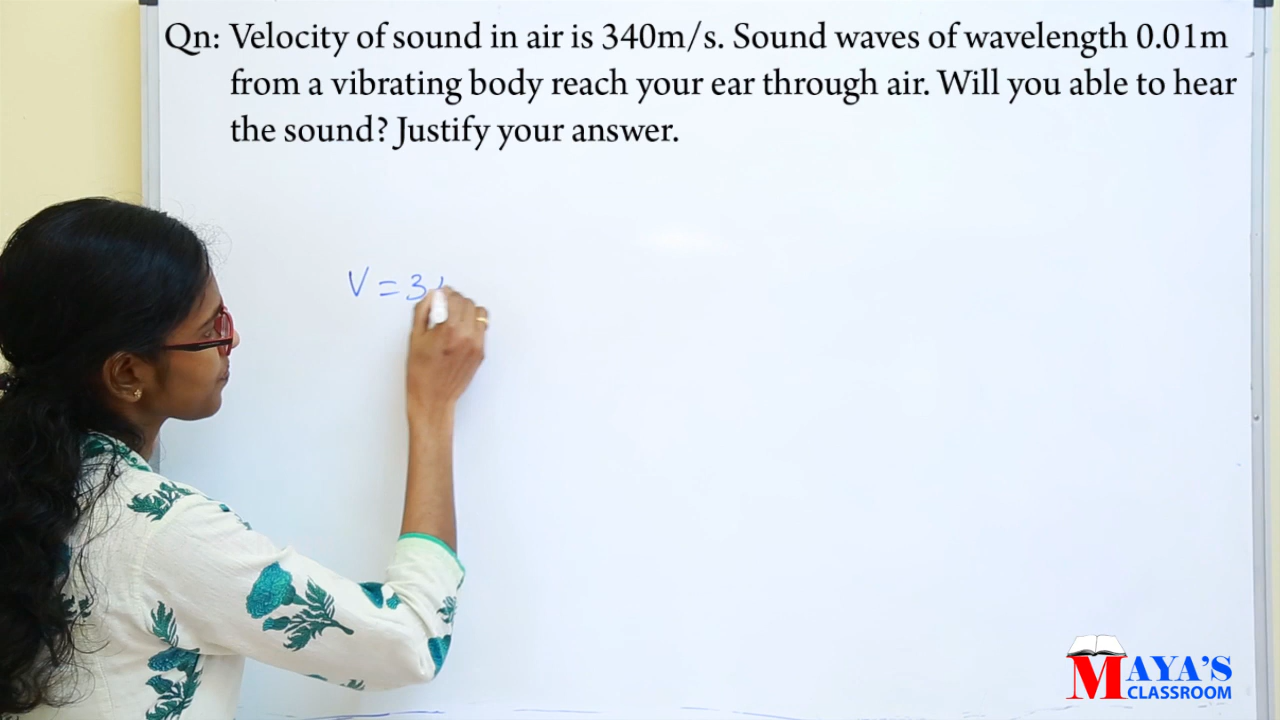 Qn: Velocity of sound in air is 340m/s. Sound waves of wavelength 0.01m
from a vibrating body reach your ear through air. Will you able to hear
the sound? Justify your answer.
V = 3
MAYA'S
CLASSROOM